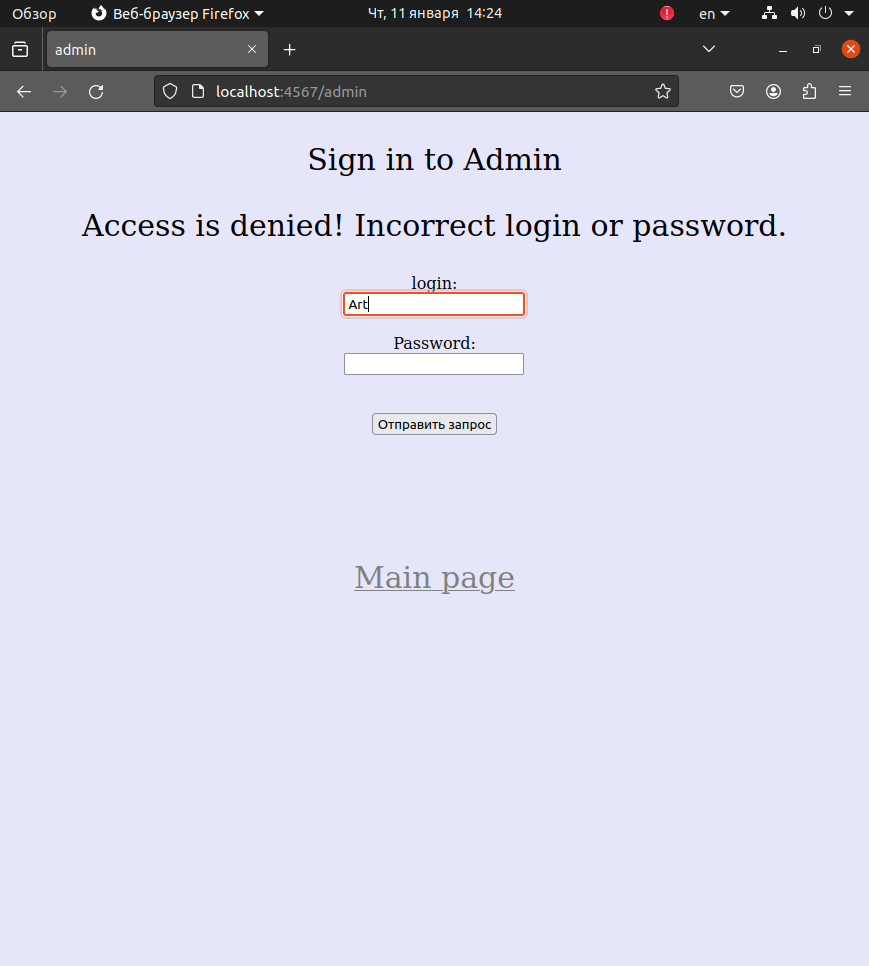 Обзор Веб-браузер Firefox Чт, 11 января 14:24 en
admin
localhost:4567/admin
Sign in to Admin
Access is denied! Incorrect login or password.
login:
Art
Password:
Отправить запрос
Main page